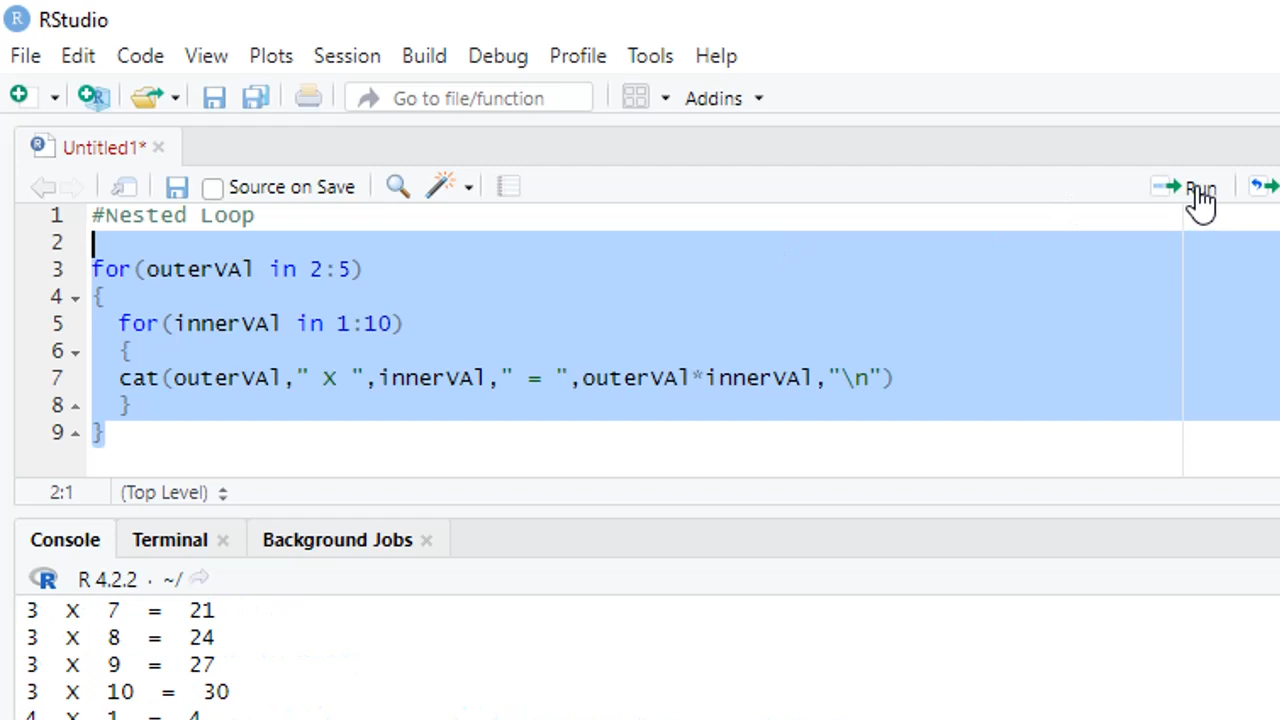 RStudio
File Edit Code View Plots Session Build Debug Profile Tools Help
Go to file/function Addins
Untitled1*
Source on Save Run
1 #Nested Loop
2
3 for(outerVAl in 2:5)
4 {
5 for(innerVAl in 1:10)
6 {
7 cat(outerVAl," X ",innerVAl," = ",outerVAl*innerVAl,"\n")
8 }
9 }
2:1 (Top Level)
Console Terminal Background Jobs
R R 4.2.2 · ~/
3 X 7 = 21
3 X 8 = 24
3 X 9 = 27
3 X 10 = 30
4 X 1 = 4